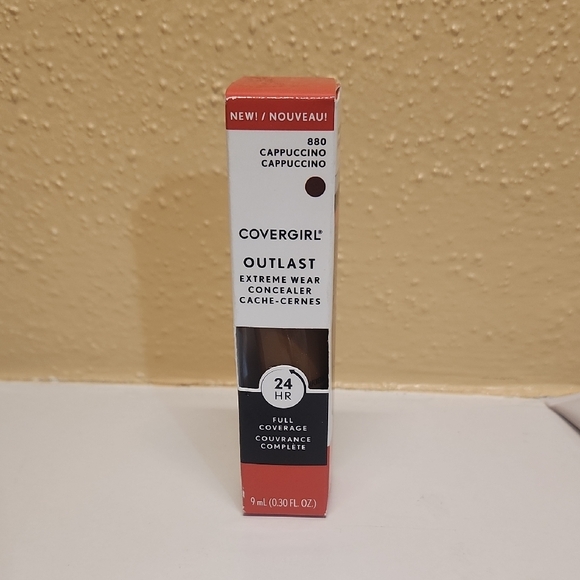 NEW! / NOUVEAU!
880
CAPPUCCINO
CAPPUCCINO
COVERGIRL®
OUTLAST
EXTREME WEAR
CONCEALER
CACHE-CERNES
24
HR
FULL
COVERAGE
COUVRANCE
COMPLÈTE
9 mL (0.30 FL. OZ.)